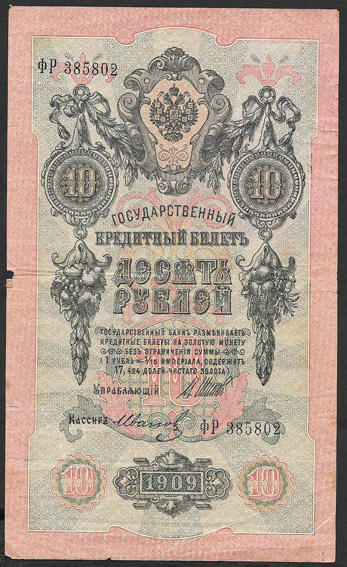 ФР 385802
10 10
ГОСУДАРСТВЕННЫЙ
КРЕДИТНЫЙ БИЛЕТЪ
ДЕСЯТЬ
РУБЛЕЙ
ГОСУДАРСТВЕННЫЙ БАНКЪ РАЗМѢНИВАЕТЪ
КРЕДИТНЫЕ БИЛЕТЫ НА ЗОЛОТУЮ МОНЕТУ
БЕЗЪ ОГРАНИЧЕНІЯ СУММЫ
(1 РУБЛЬ = 1/15 ИМПЕРІАЛА, СОДЕРЖИТЪ
17,424 ДОЛЕЙ ЧИСТАГО ЗОЛОТА)
УПРАВЛЯЮЩІЙ
Кассиръ
ФР 385802
10 1909 10